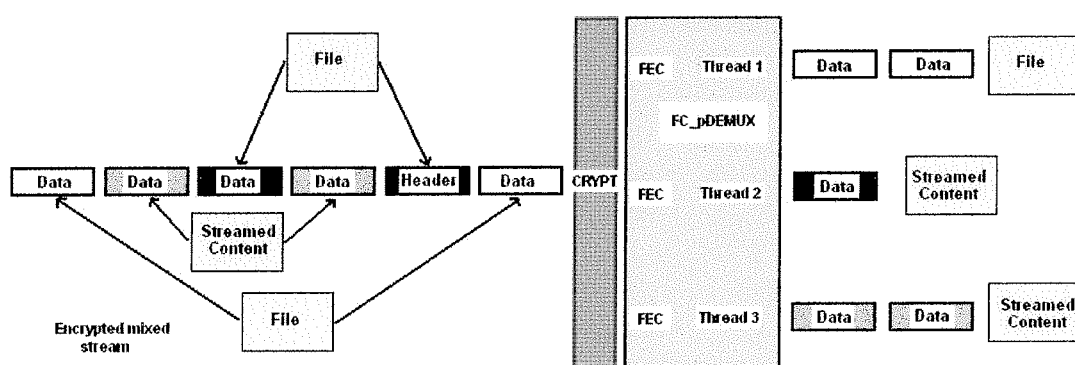 File
Data Data Data Data Header Data
Streamed
Content
File
Encrypted mixed
stream
CRYPT
FEC Thread 1 Data Data File
FC_pDEMUX
FEC Thread 2 Data Streamed
Content
FEC Thread 3 Data Data Streamed
Content